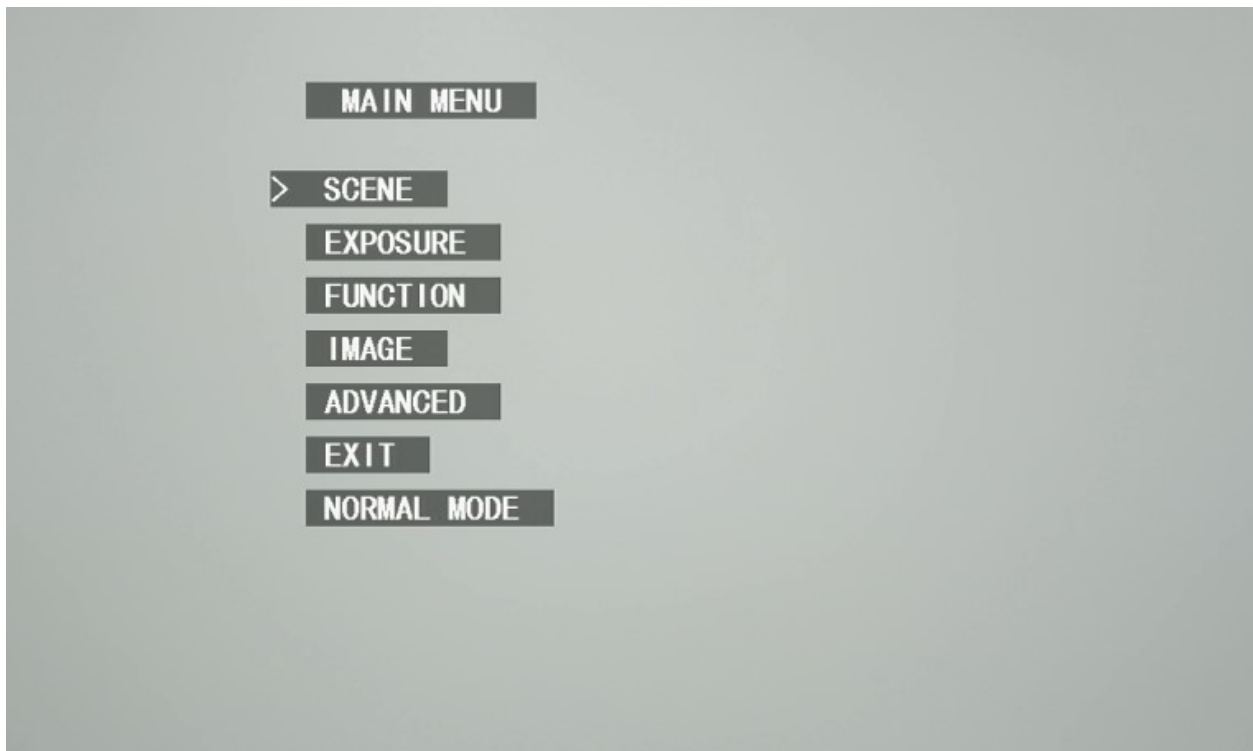 MAIN MENU
> SCENE
EXPOSURE
FUNCTION
IMAGE
ADVANCED
EXIT
NORMAL MODE